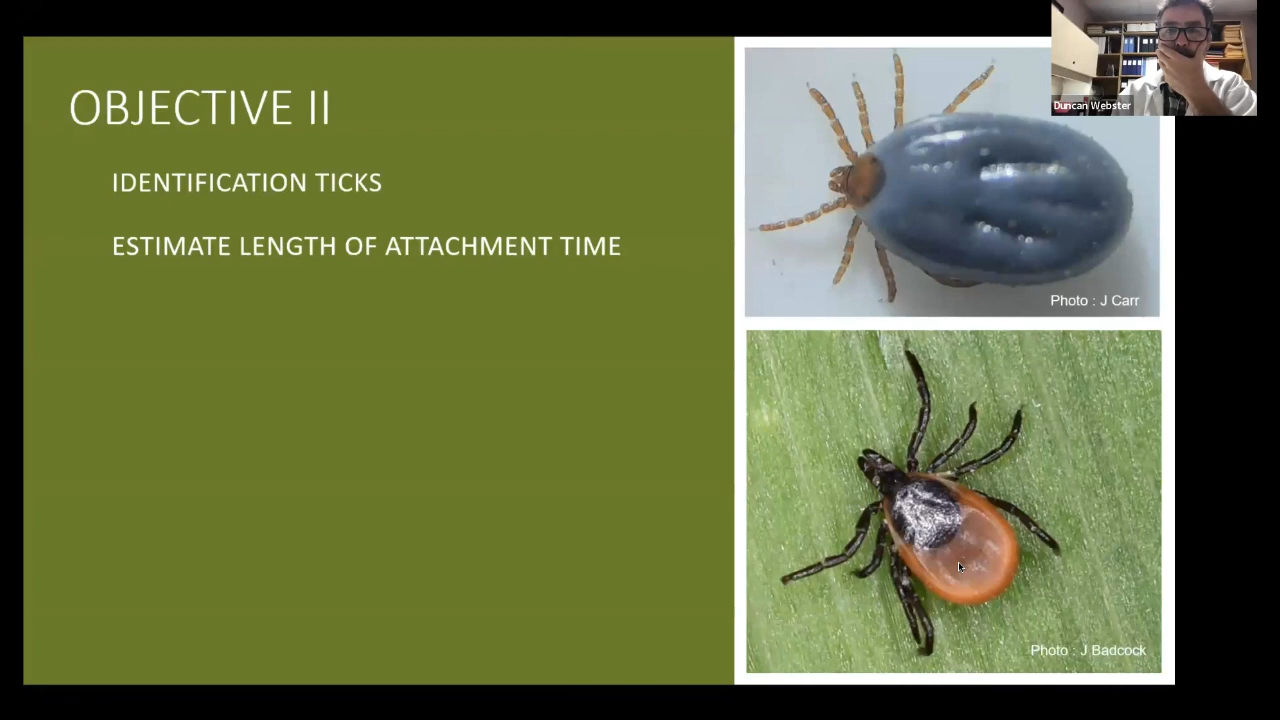 OBJECTIVE II
IDENTIFICATION TICKS
ESTIMATE LENGTH OF ATTACHMENT TIME
Duncan Webster
Photo : J Carr
Photo : J Badcock